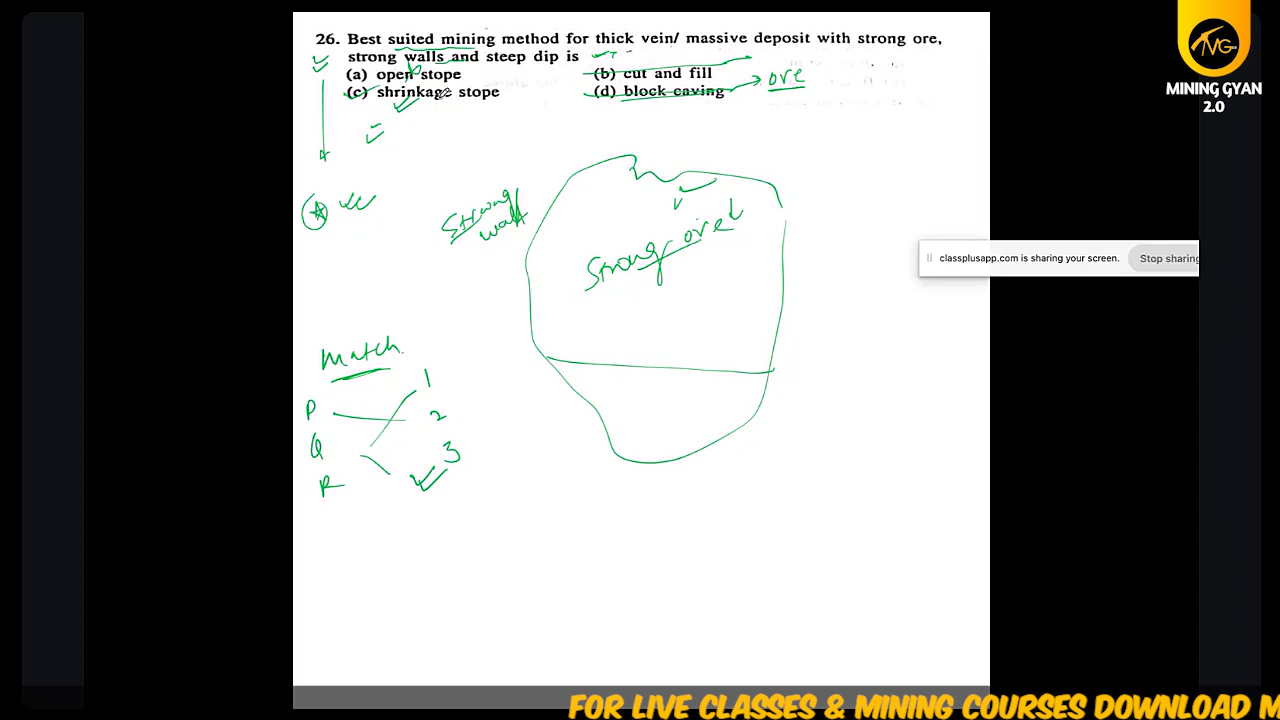 26. Best suited mining method for thick vein/ massive deposit with strong ore,
strong walls and steep dip is
(a) open stope (b) cut and fill
(c) shrinkage stope (d) block caving
ore
MINING GYAN
2.0
Strong
wall
Strong ore
classplusapp.com is sharing your screen. Stop sharing
Match
1
P 2
Q 3
R
FOR LIVE CLASSES & MINING COURSES DOWNLOAD M